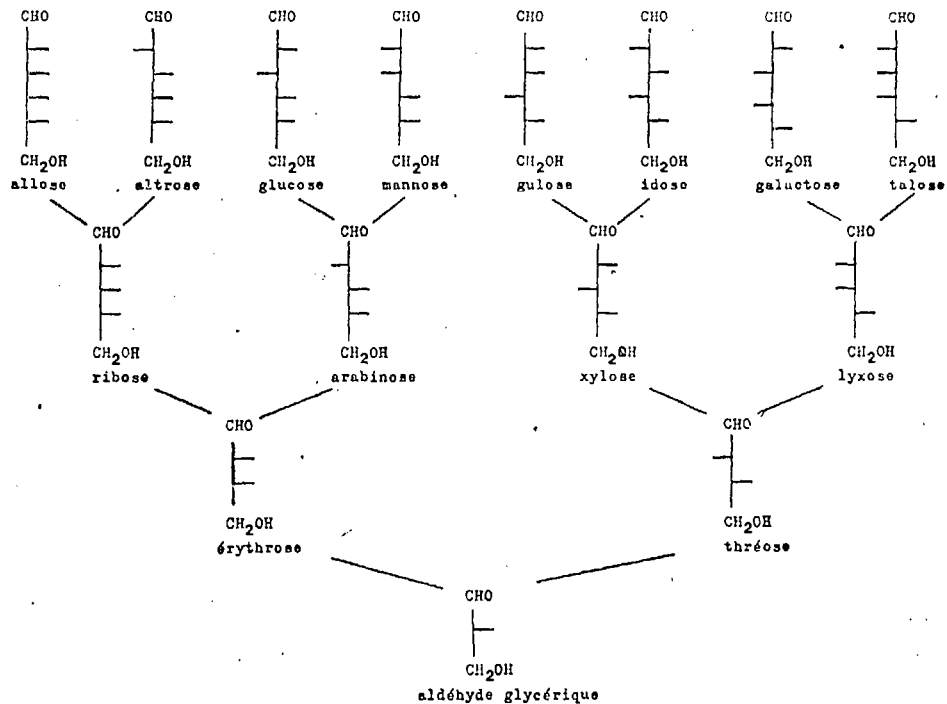 CHO CHO CHO CHO CHO CHO CHO CHO
CH2OH CH2OH CH2OH CH2OH CH2OH CH2OH CH2OH CH2OH
allose altrose glucose mannose gulose idose galactose talose
CHO CHO CHO CHO
CH2OH CH2OH CH2OH CH2OH
ribose arabinose xylose lyxose
CHO CHO
CH2OH CH2OH
érythrose thréose
CHO
CH2OH
aldéhyde glycérique